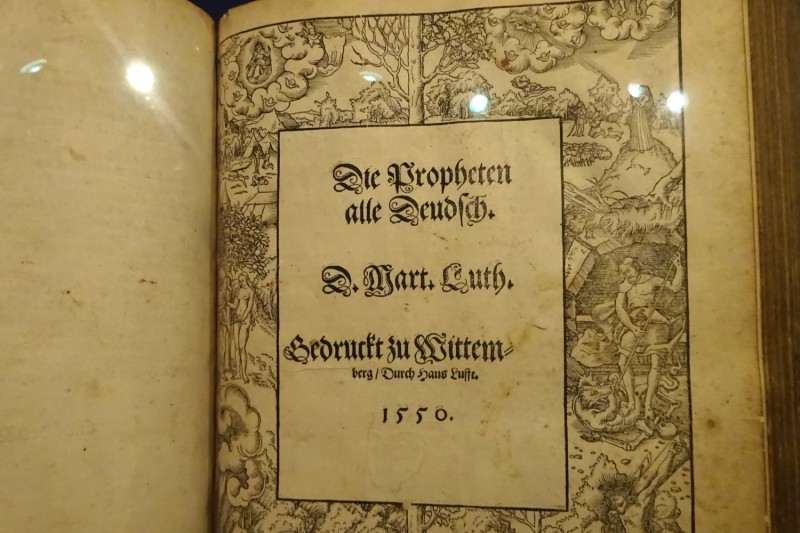 Die Propheten
alle Deudsch.
D. Mart. Luth.
Gedruckt zu Wittem⸗
berg / Durch Hans Lufft.
1550.